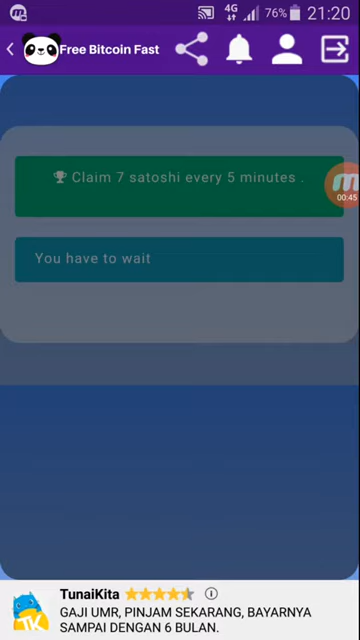 4G 76% 21:20
Free Bitcoin Fast
Claim 7 satoshi every 5 minutes .
00:45
You have to wait
TunaiKita
TK
GAJI UMR, PINJAM SEKARANG, BAYARNYA
SAMPAI DENGAN 6 BULAN.